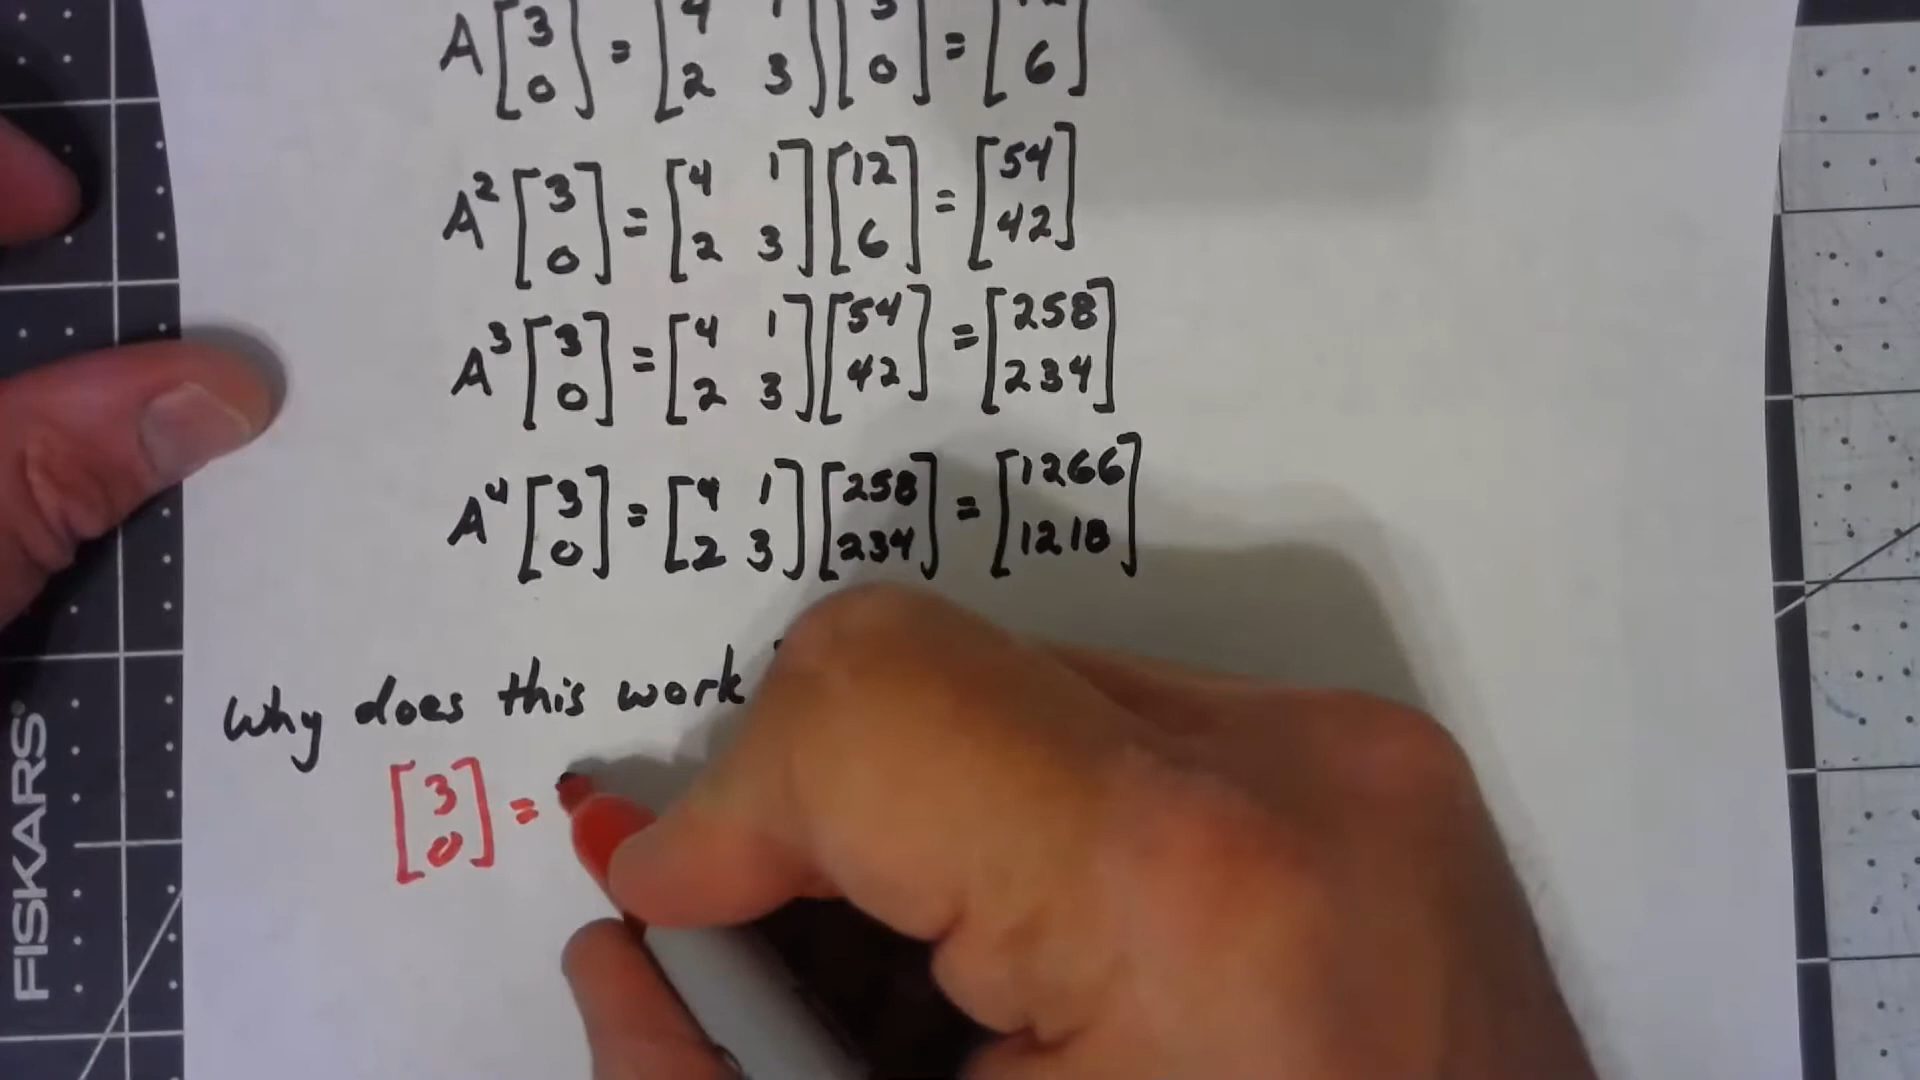 A [3 0] = [4 1 2 3] [3 0] = [12 6]
A² [3 0] = [4 1 2 3] [12 6] = [54 42]
A³ [3 0] = [4 1 2 3] [54 42] = [258 234]
A⁴ [3 0] = [4 1 2 3] [258 234] = [1266 1218]
Why does this work
[3 0] =
FISKARS